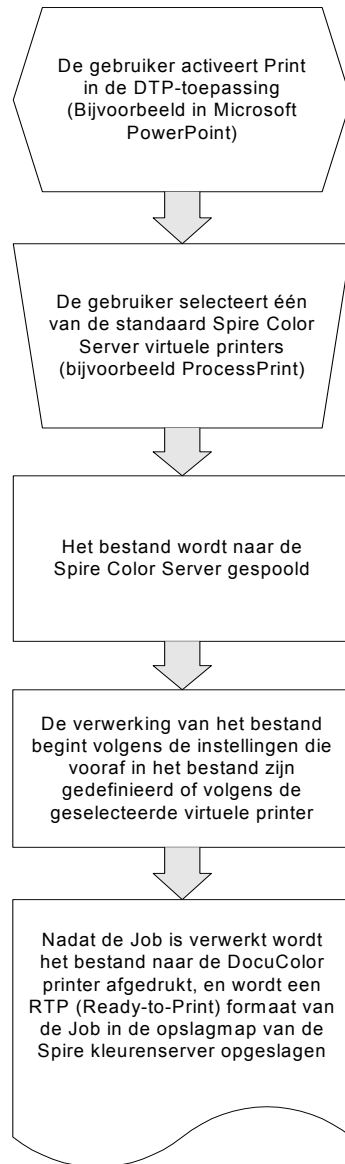 De gebruiker activeert Print
in de DTP-toepassing
(Bijvoorbeeld in Microsoft
PowerPoint)
De gebruiker selecteert één
van de standaard Spire Color
Server virtuele printers
(bijvoorbeeld ProcessPrint)
Het bestand wordt naar de
Spire Color Server gespoold
De verwerking van het bestand
begint volgens de instellingen die
vooraf in het bestand zijn
gedefinieerd of volgens de
geselecteerde virtuele printer
Nadat de Job is verwerkt wordt
het bestand naar de DocuColor
printer afgedrukt, en wordt een
RTP (Ready-to-Print) formaat van
de Job in de opslagmap van de
Spire kleurenserver opgeslagen